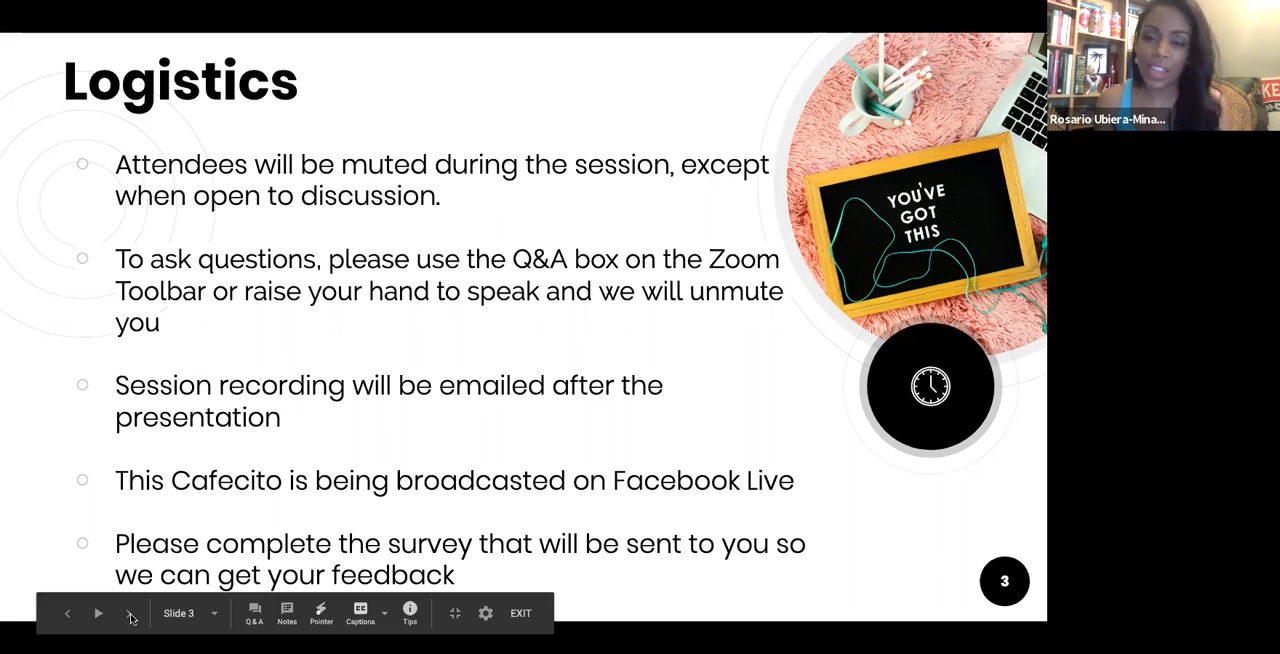 Logistics
Attendees will be muted during the session, except
when open to discussion.
To ask questions, please use the Q&A box on the Zoom
Toolbar or raise your hand to speak and we will unmute
you
Session recording will be emailed after the
presentation
This Cafecito is being broadcasted on Facebook Live
Please complete the survey that will be sent to you so
we can get your feedback
YOU'VE
GOT
THIS
3
Rosario Ubiera-Mina...
KE
Slide 3
Q&A
Notes
Pointer
Captions
Tips
EXIT